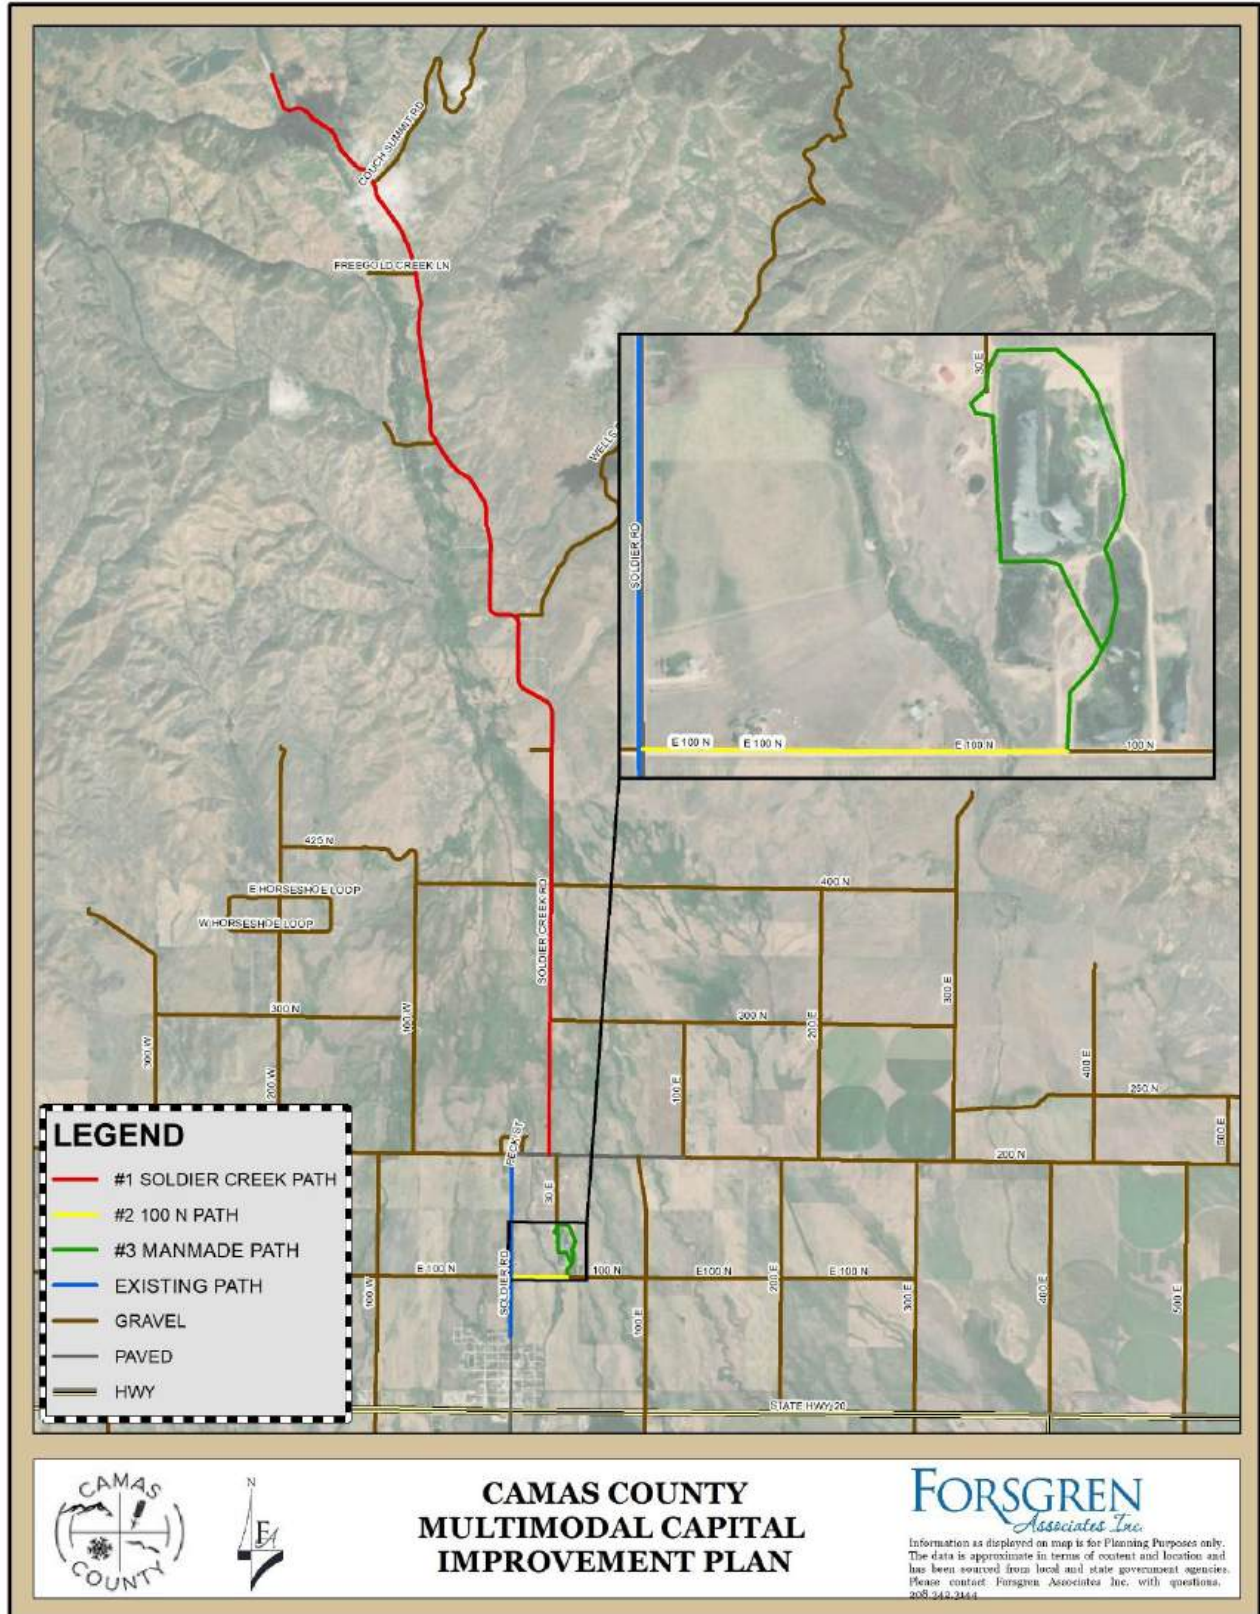 COUCH SUMMIT RD
FREEGOLD CREEK LN
WELLS
30 E
SOLDIER RD
E 100 N
E 100 N
E 100 N
100 N
425 N
E HORSESHOE LOOP
W HORSESHOE LOOP
400 N
SOLDIER CREEK RD
300 N
100 W
300 W
200 W
300 N
200 E
300 E
100 E
400 E
250 N
500 E
PECK ST
200 N
30 E
SOLDIER RD
E 100 N
100 N
E100 N
E 100 N
100 W
100 E
200 E
300 E
400 E
500 E
STATE HWY 20
LEGEND
#1 SOLDIER CREEK PATH
#2 100 N PATH
#3 MANMADE PATH
EXISTING PATH
GRAVEL
PAVED
HWY
CAMAS
COUNTY
N
FA
CAMAS COUNTY
MULTIMODAL CAPITAL
IMPROVEMENT PLAN
FORSGREN
Associates Inc.
Information as displayed on map is for Planning Purposes only.
The data is approximate in terms of content and location and
has been sourced from local and state government agencies.
Please contact Forsgren Associates Inc. with questions.
208.342.3144